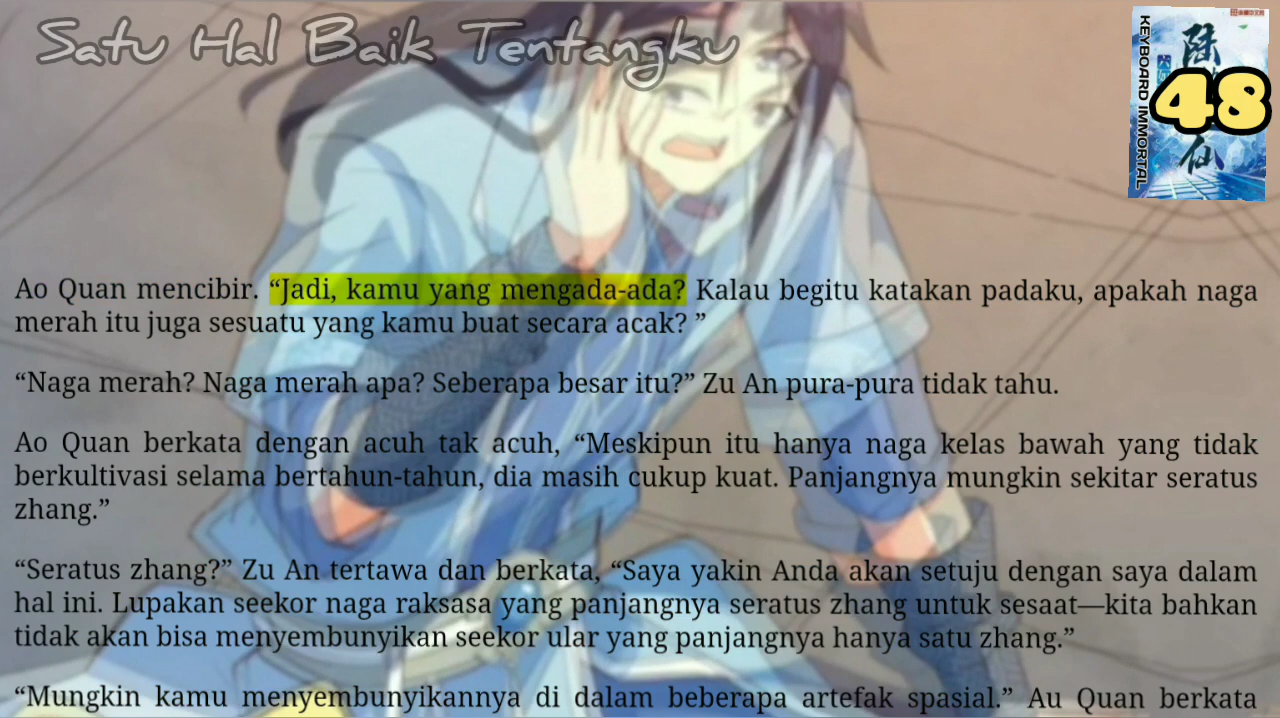 Satu Hal Baik Tentangku
KEYBOARD IMMORTAL
陆
仙
48
Ao Quan mencibir. “Jadi, kamu yang mengada-ada? Kalau begitu katakan padaku, apakah naga
merah itu juga sesuatu yang kamu buat secara acak? ”
“Naga merah? Naga merah apa? Seberapa besar itu?” Zu An pura-pura tidak tahu.
Ao Quan berkata dengan acuh tak acuh, “Meskipun itu hanya naga kelas bawah yang tidak
berkultivasi selama bertahun-tahun, dia masih cukup kuat. Panjangnya mungkin sekitar seratus
zhang.”
“Seratus zhang?” Zu An tertawa dan berkata, “Saya yakin Anda akan setuju dengan saya dalam
hal ini. Lupakan seekor naga raksasa yang panjangnya seratus zhang untuk sesaat—kita bahkan
tidak akan bisa menyembunyikan seekor ular yang panjangnya hanya satu zhang.”
“Mungkin kamu menyembunyikannya di dalam beberapa artefak spasial.” Au Quan berkata